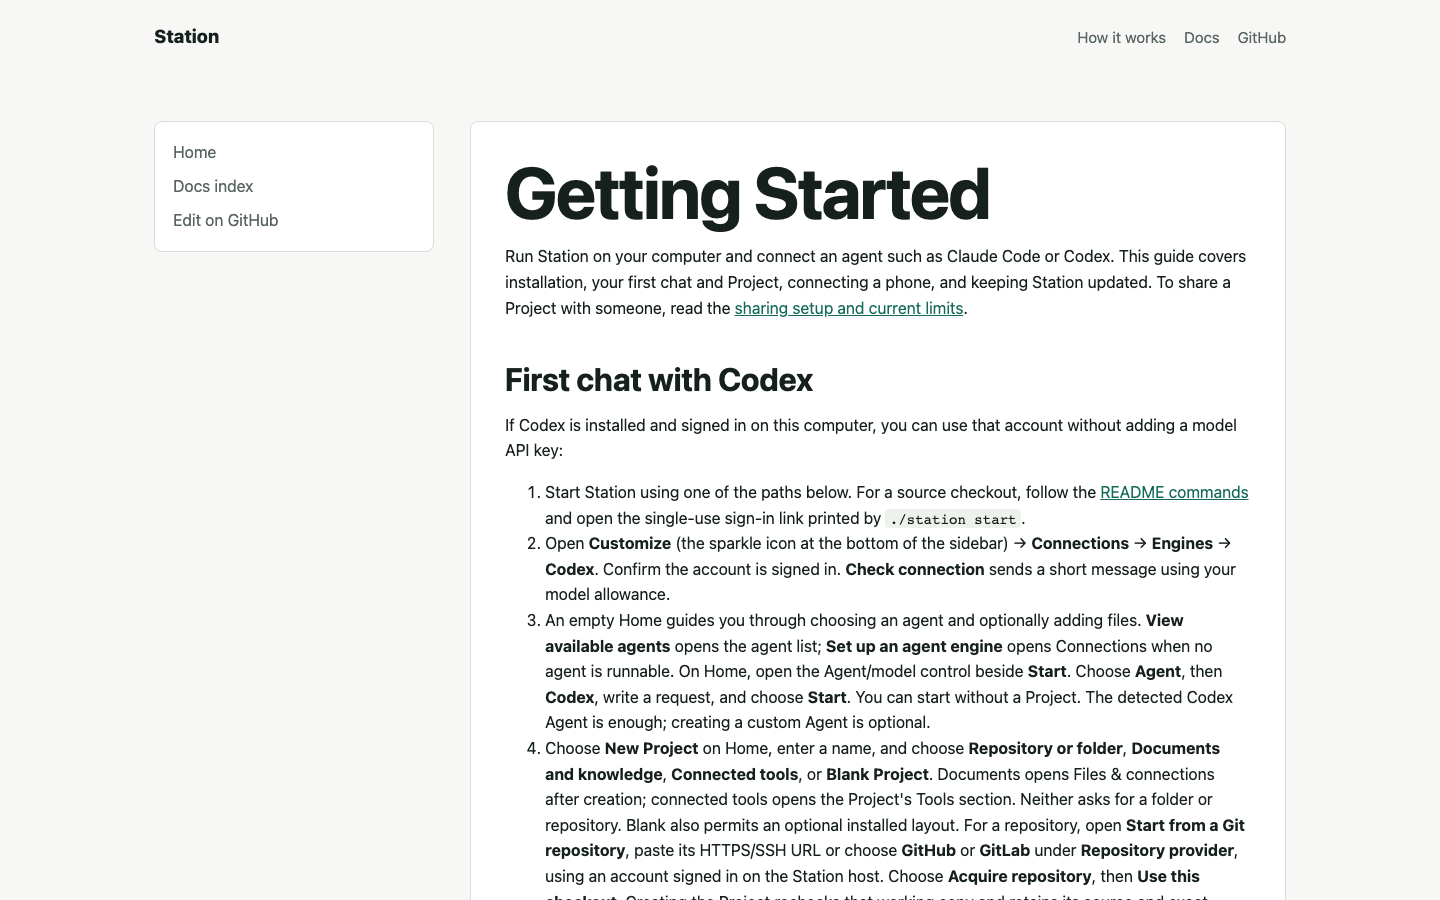 Station
How it works
Docs
GitHub
Home
Docs index
Edit on GitHub
Getting Started
Run Station on your computer and connect an agent such as Claude Code or Codex. This guide covers
installation, your first chat and Project, connecting a phone, and keeping Station updated. To share a
Project with someone, read the sharing setup and current limits.
First chat with Codex
If Codex is installed and signed in on this computer, you can use that account without adding a model
API key:
1. Start Station using one of the paths below. For a source checkout, follow the README commands
and open the single-use sign-in link printed by ./station start.
2. Open Customize (the sparkle icon at the bottom of the sidebar) → Connections → Engines →
Codex. Confirm the account is signed in. Check connection sends a short message using your
model allowance.
3. An empty Home guides you through choosing an agent and optionally adding files. View
available agents opens the agent list; Set up an agent engine opens Connections when no
agent is runnable. On Home, open the Agent/model control beside Start. Choose Agent, then
Codex, write a request, and choose Start. You can start without a Project. The detected Codex
Agent is enough; creating a custom Agent is optional.
4. Choose New Project on Home, enter a name, and choose Repository or folder, Documents
and knowledge, Connected tools, or Blank Project. Documents opens Files & connections
after creation; connected tools opens the Project's Tools section. Neither asks for a folder or
repository. Blank also permits an optional installed layout. For a repository, open Start from a Git
repository, paste its HTTPS/SSH URL or choose GitHub or GitLab under Repository provider,
using an account signed in on the Station host. Choose Acquire repository, then Use this
checkout. Creating the Project rechecks that working copy and retains its source and exact